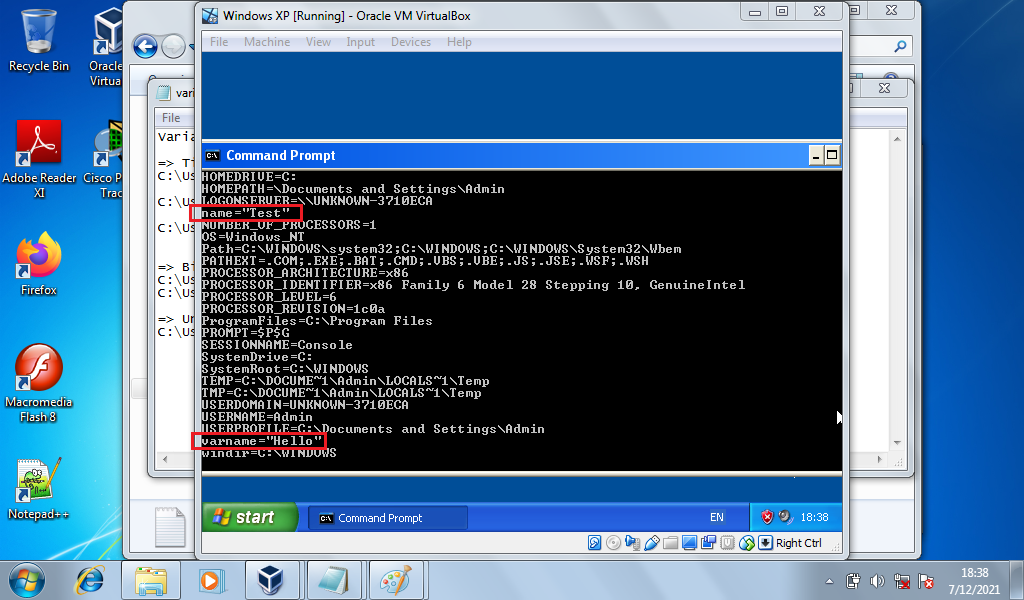 Recycle Bin
Oracle
Virtua
Adobe Reader
XI
Cisco P
Trac
Firefox
Macromedia
Flash 8
Notepad++
vari
File
Varia
=> T
C:\Us
C:\Us
C:\Us
=> B
C:\Us
C:\Us
=> Un
C:\Us
Windows XP [Running] - Oracle VM VirtualBox
File Machine View Input Devices Help
Command Prompt
HOMEDRIVE=C:
HOMEPATH=\Documents and Settings\Admin
LOGONSERVER=\\UNKNOWN-3710ECA
name="Test"
NUMBER_OF_PROCESSORS=1
OS=Windows_NT
Path=C:\WINDOWS\system32;C:\WINDOWS;C:\WINDOWS\System32\Wbem
PATHEXT=.COM;.EXE;.BAT;.CMD;.VBS;.VBE;.JS;.JSE;.WSF;.WSH
PROCESSOR_ARCHITECTURE=x86
PROCESSOR_IDENTIFIER=x86 Family 6 Model 28 Stepping 10, GenuineIntel
PROCESSOR_LEVEL=6
PROCESSOR_REVISION=1c0a
ProgramFiles=C:\Program Files
PROMPT=$P$G
SESSIONNAME=Console
SystemDrive=C:
SystemRoot=C:\WINDOWS
TEMP=C:\DOCUME~1\Admin\LOCALS~1\Temp
TMP=C:\DOCUME~1\Admin\LOCALS~1\Temp
USERDOMAIN=UNKNOWN-3710ECA
USERNAME=Admin
USERPROFILE=C:\Documents and Settings\Admin
varname="Hello"
windir=C:\WINDOWS
start
Command Prompt
EN
18:38
Right Ctrl
18:38
7/12/2021